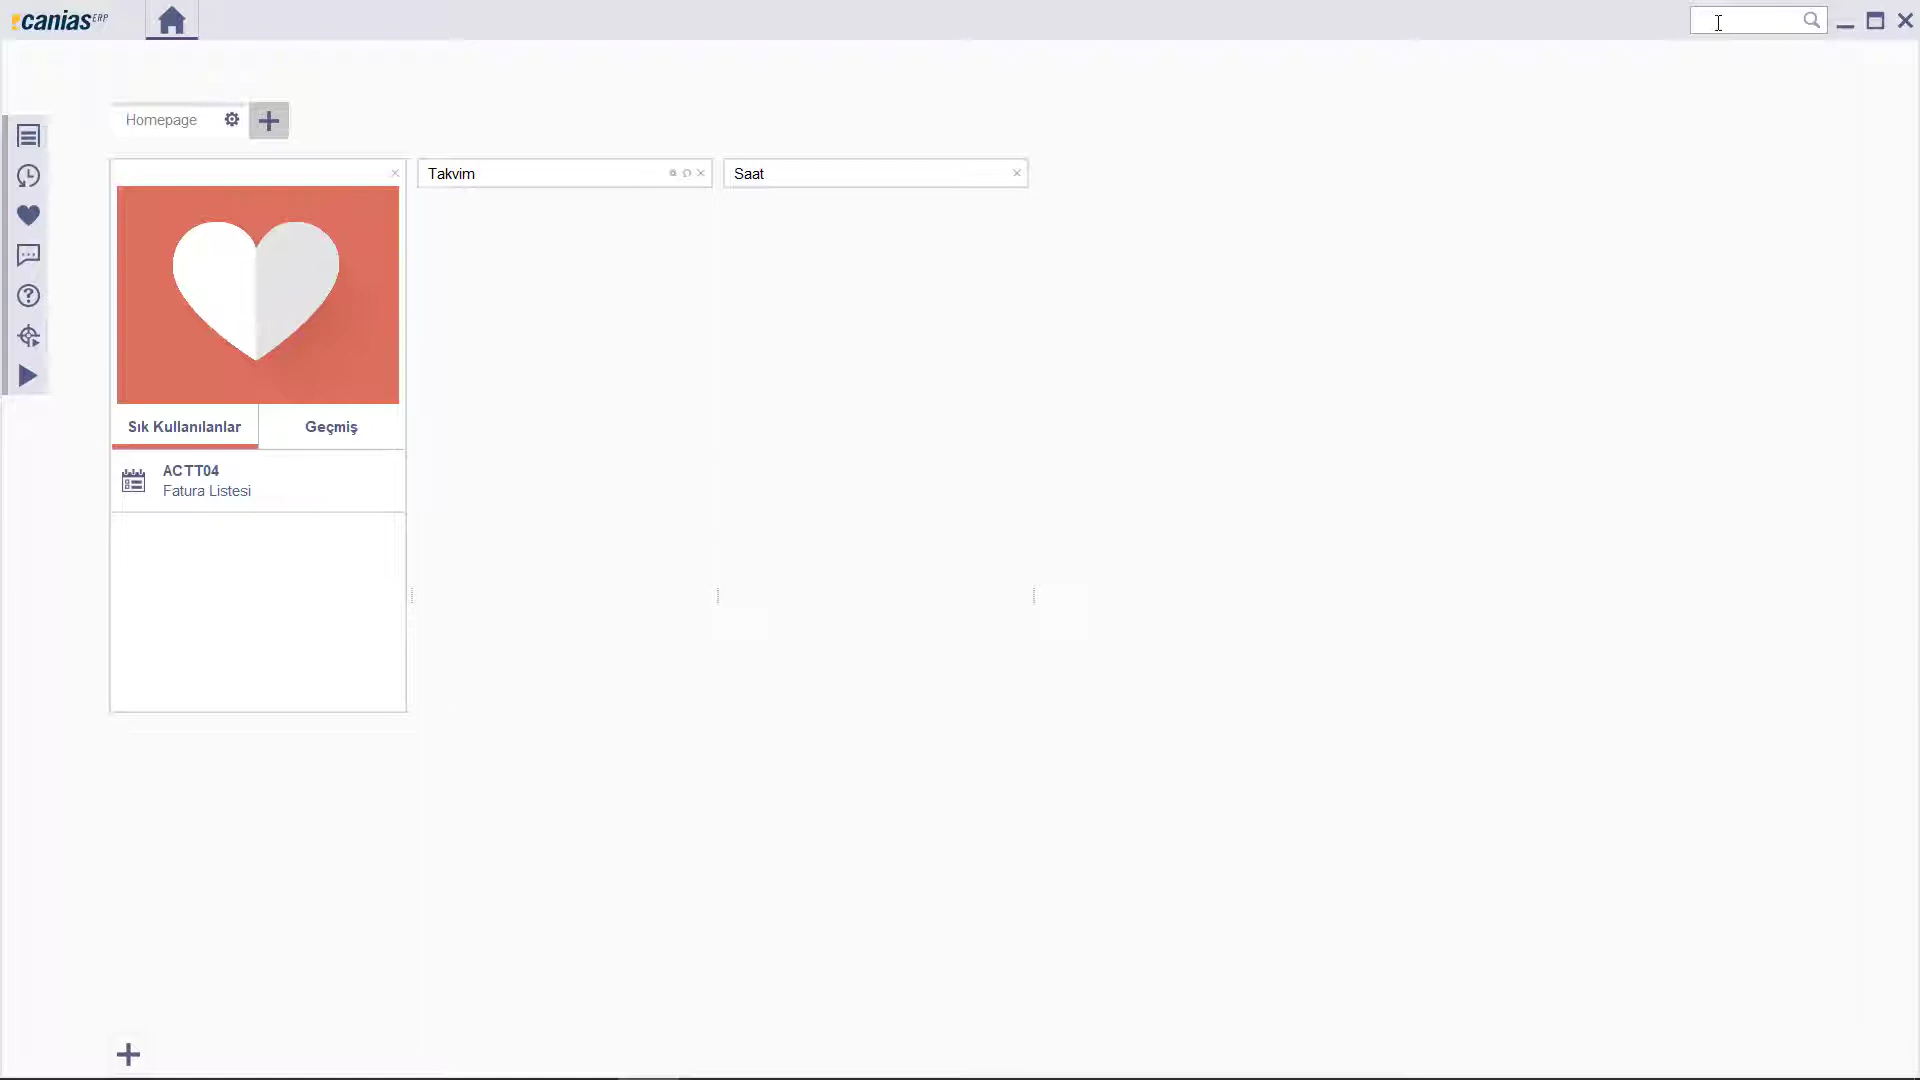 canias ERP
Homepage
Takvim
Saat
Sık Kullanılanlar
Geçmiş
ACTT04
Fatura Listesi